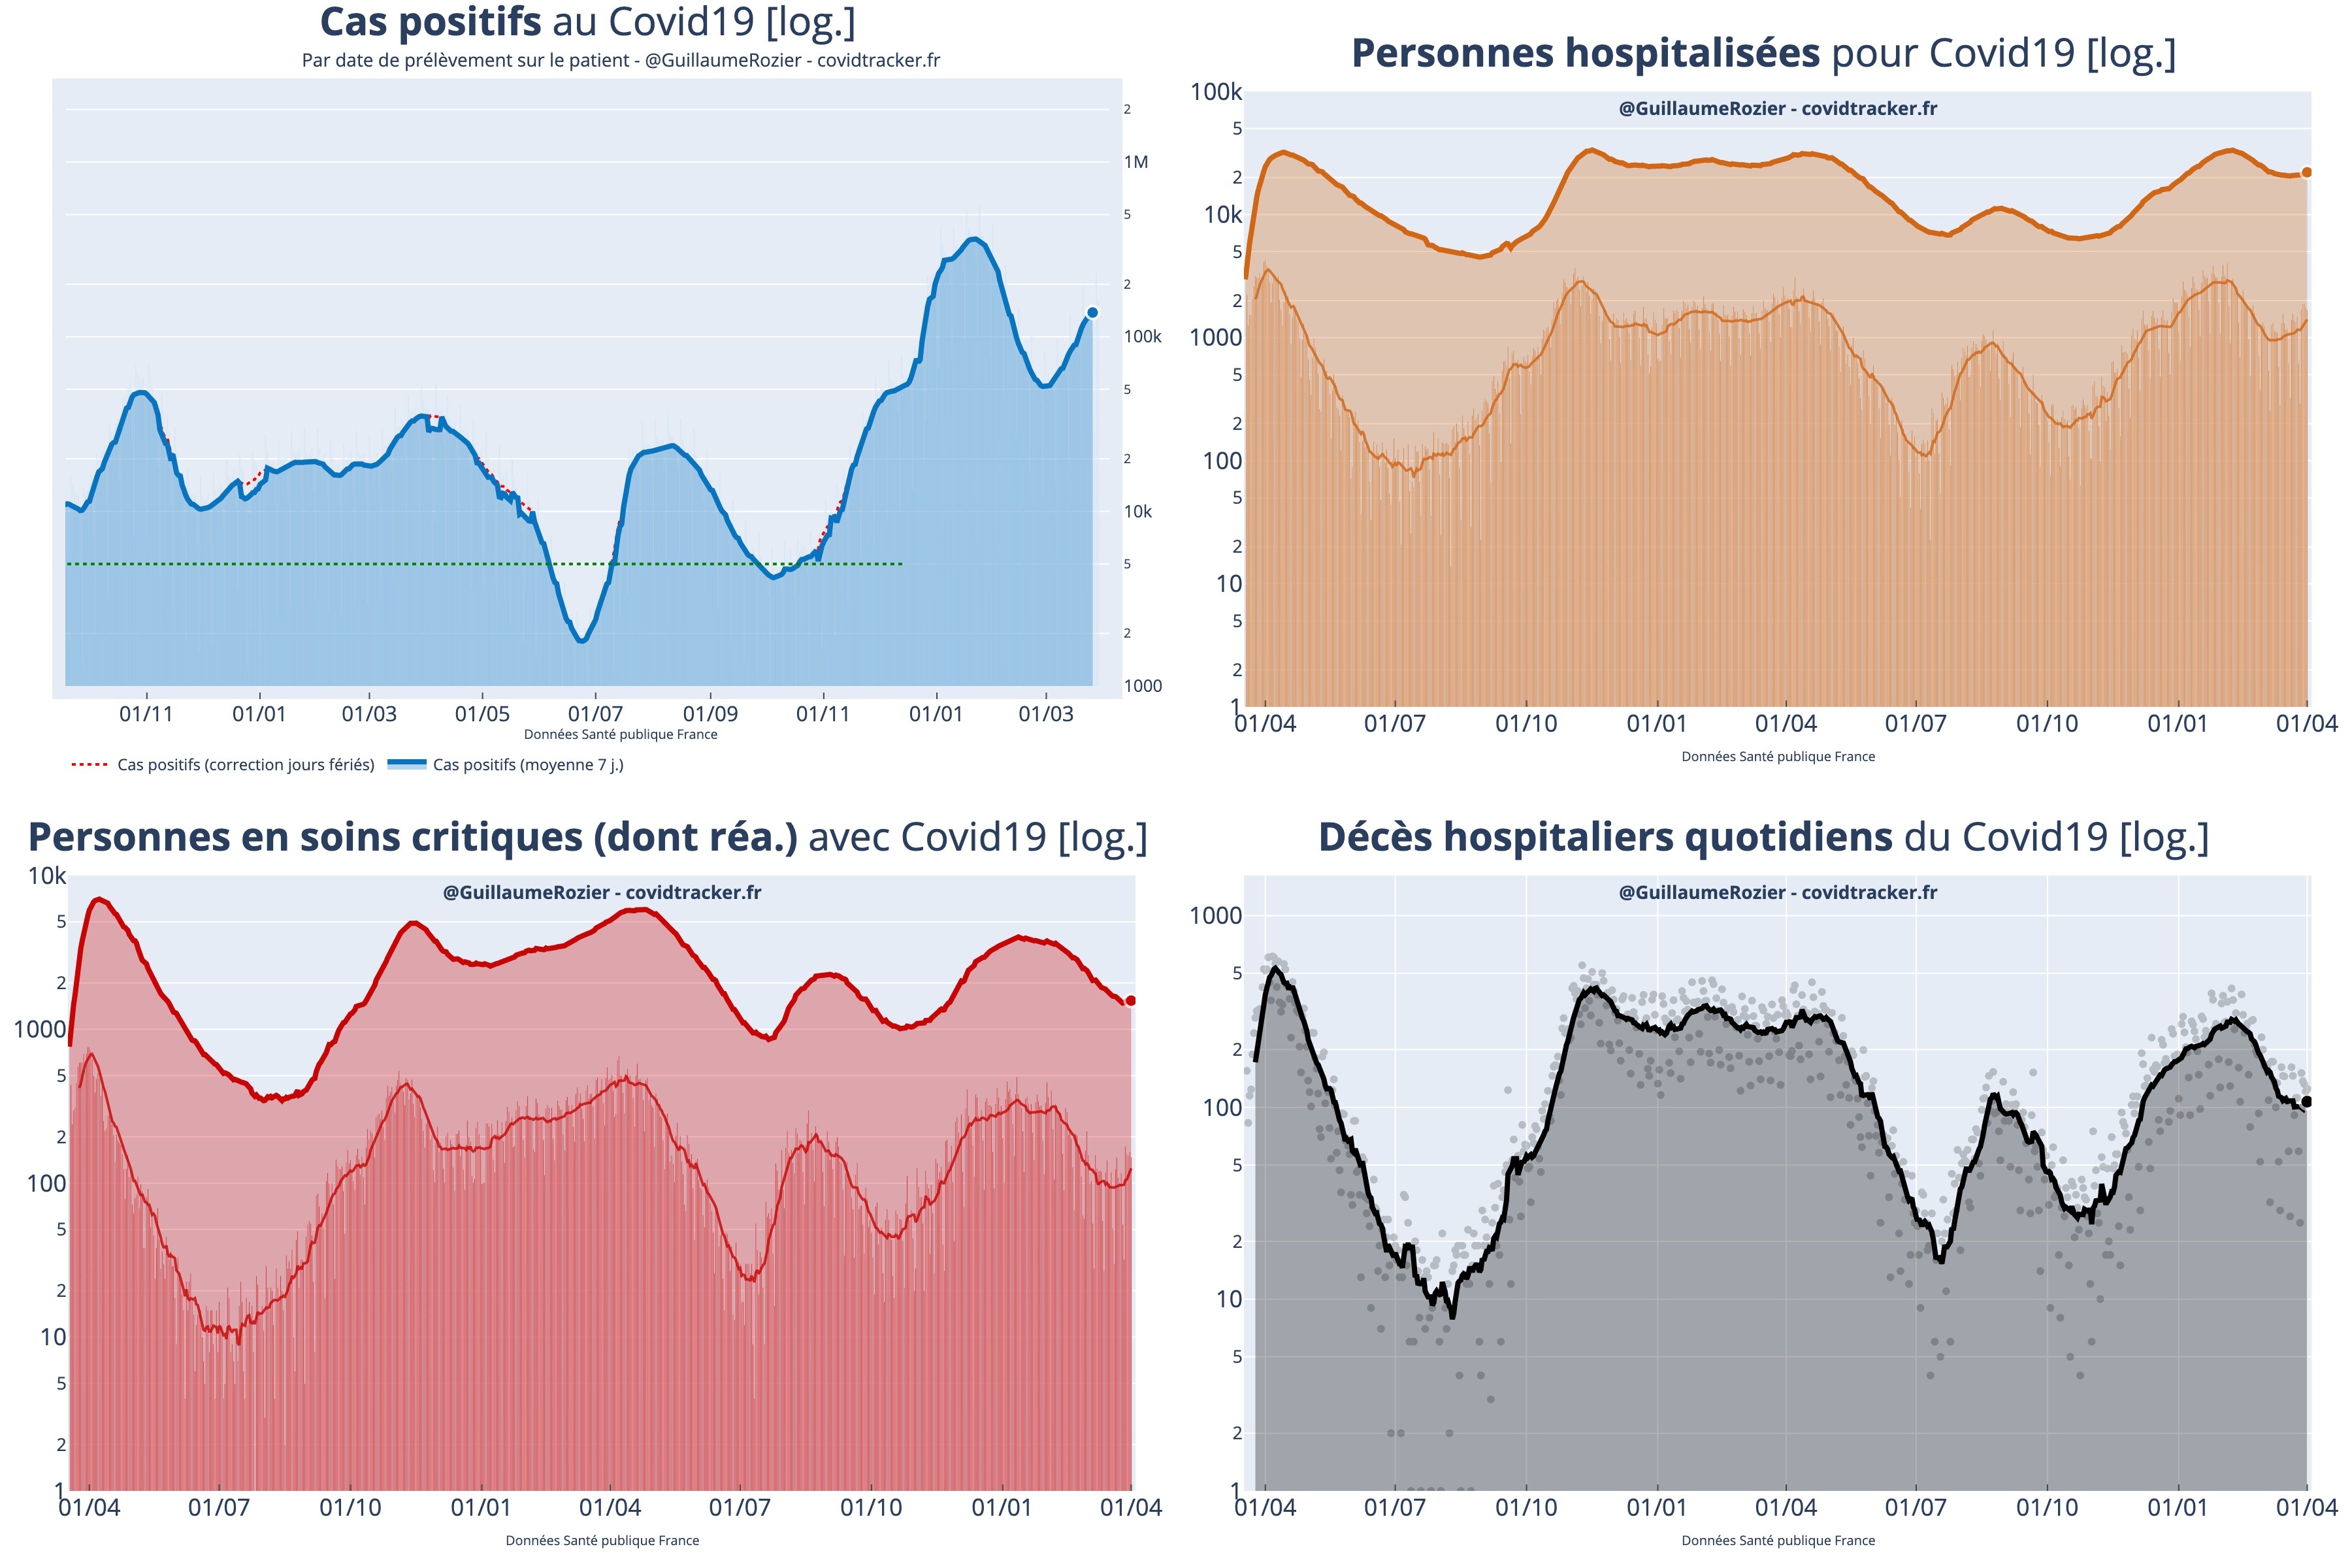 Cas positifs au Covid19 [log.]
Par date de prélèvement sur le patient - @GuillaumeRozier - covidtracker.fr
2
1M
5
2
100k
5
2
10k
5
2
1000
01/11 01/01 01/03 01/05 01/07 01/09 01/11 01/01 01/03
Données Santé publique France
Cas positifs (correction jours fériés) Cas positifs (moyenne 7 j.)
Personnes hospitalisées pour Covid19 [log.]
@GuillaumeRozier - covidtracker.fr
100k
5
2
10k
5
2
1000
5
2
100
5
2
10
5
2
1
01/04 01/07 01/10 01/01 01/04 01/07 01/10 01/01 01/04
Données Santé publique France
Personnes en soins critiques (dont réa.) avec Covid19 [log.]
@GuillaumeRozier - covidtracker.fr
10k
5
2
1000
5
2
100
5
2
10
5
2
1
01/04 01/07 01/10 01/01 01/04 01/07 01/10 01/01 01/04
Données Santé publique France
Décès hospitaliers quotidiens du Covid19 [log.]
@GuillaumeRozier - covidtracker.fr
1000
5
2
100
5
2
10
5
2
1
01/04 01/07 01/10 01/01 01/04 01/07 01/10 01/01 01/04
Données Santé publique France